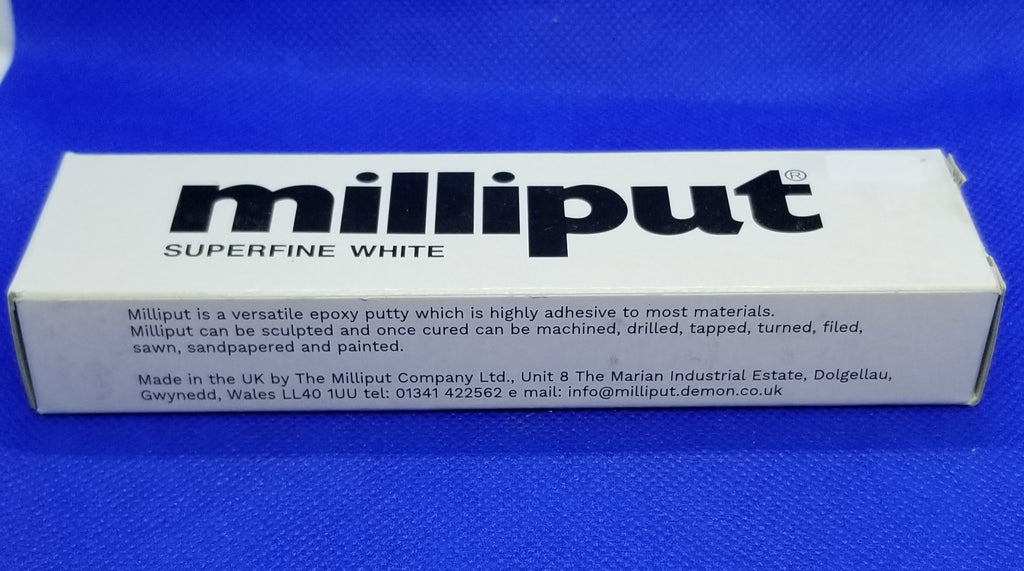 milliput®
SUPERFINE WHITE
Milliput is a versatile epoxy putty which is highly adhesive to most materials.
Milliput can be sculpted and once cured can be machined, drilled, tapped, turned, filed,
sawn, sandpapered and painted.
Made in the UK by The Milliput Company Ltd., Unit 8 The Marian Industrial Estate, Dolgellau,
Gwynedd, Wales LL40 1UU tel: 01341 422562 e mail: info@milliput.demon.co.uk